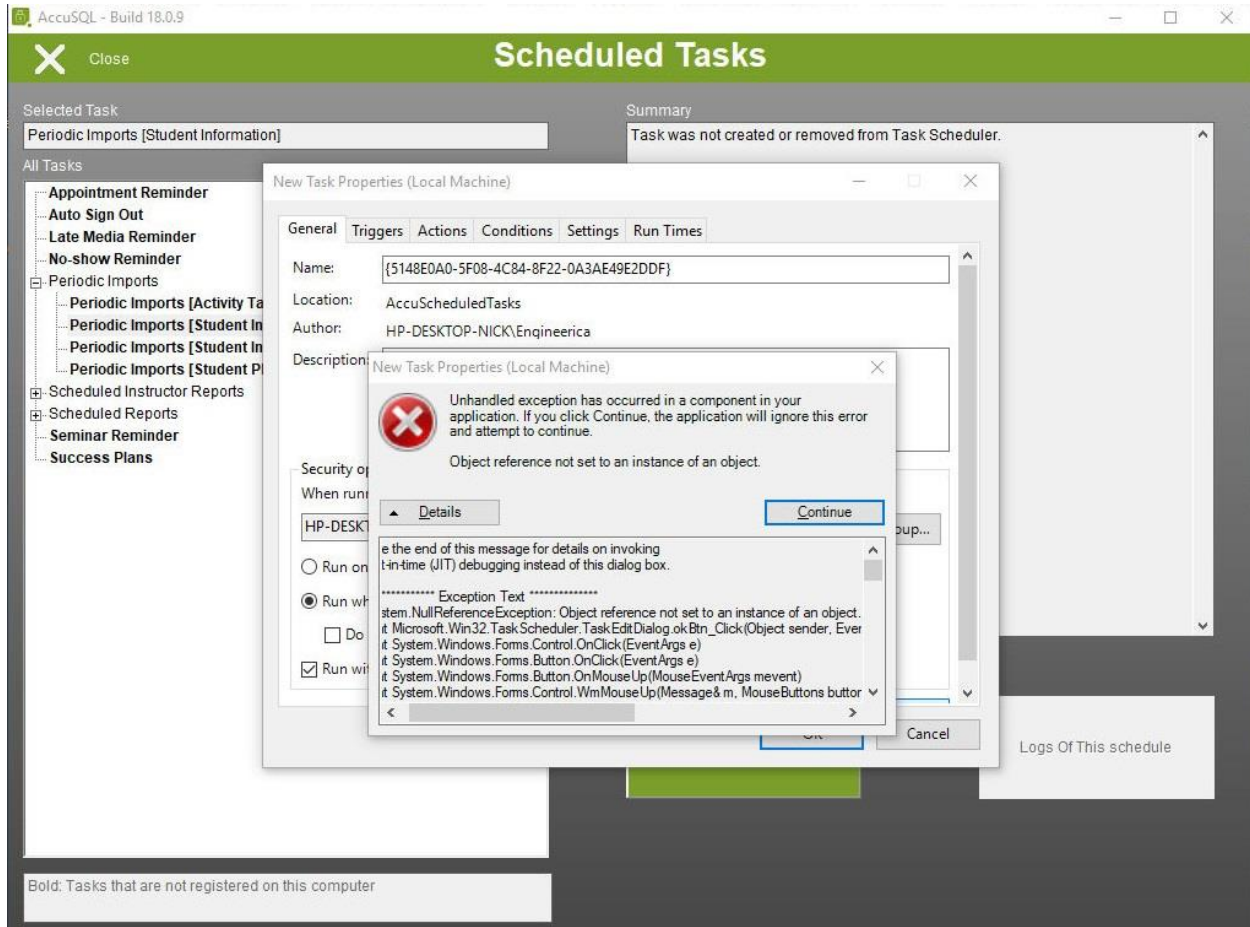 AccuSQL - Build 18.0.9
Close
Scheduled Tasks
Selected Task
Periodic Imports [Student Information]
All Tasks
Appointment Reminder
Auto Sign Out
Late Media Reminder
No-show Reminder
Periodic Imports
Periodic Imports [Activity Ta
Periodic Imports [Student In
Periodic Imports [Student In
Periodic Imports [Student P
Scheduled Instructor Reports
Scheduled Reports
Seminar Reminder
Success Plans
Bold: Tasks that are not registered on this computer
Summary
Task was not created or removed from Task Scheduler.
New Task Properties (Local Machine)
General Triggers Actions Conditions Settings Run Times
Name: {5148E0A0-5F08-4C84-8F22-0A3AE49E2DDF}
Location: AccuScheduledTasks
Author: HP-DESKTOP-NICK\Engineerica
Description:
Security op
When runn
HP-DESKT
oup...
Run on
Run wh
Do
Run wit
OK
Cancel
New Task Properties (Local Machine)
Unhandled exception has occurred in a component in your
application. If you click Continue, the application will ignore this error
and attempt to continue.
Object reference not set to an instance of an object.
Details
Continue
e the end of this message for details on invoking
t-in-time (JIT) debugging instead of this dialog box.
*********** Exception Text **************
stem.NullReferenceException: Object reference not set to an instance of an object.
at Microsoft.Win32.TaskScheduler.TaskEditDialog.okBtn_Click(Object sender, Ever
at System.Windows.Forms.Control.OnClick(EventArgs e)
at System.Windows.Forms.Button.OnClick(EventArgs e)
at System.Windows.Forms.Button.OnMouseUp(MouseEventArgs mevent)
at System.Windows.Forms.Control.WmMouseUp(Message& m, MouseButtons buttor
Logs Of This schedule